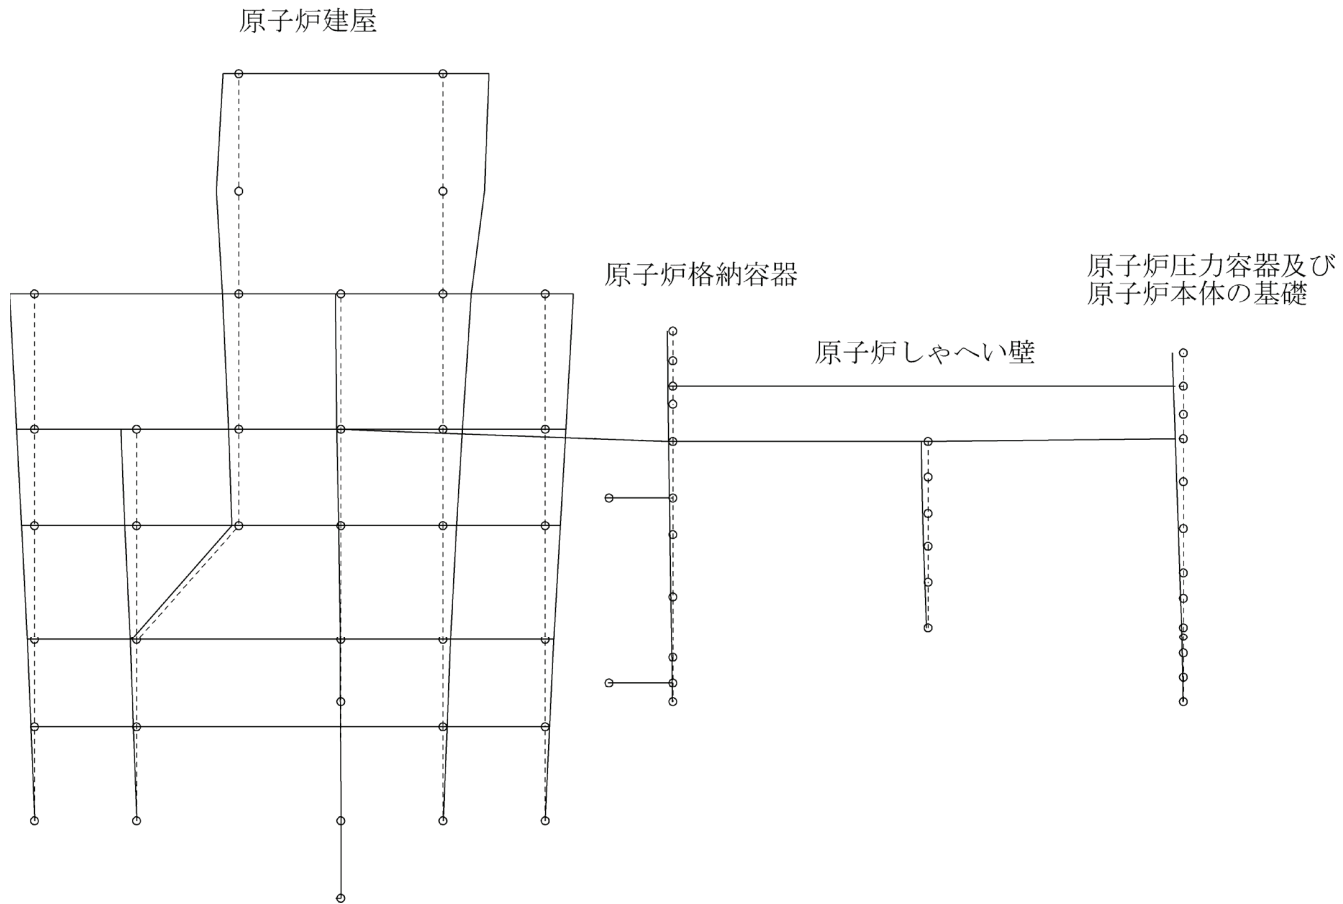 原子炉建屋
原子炉格納容器
原子炉しゃへい壁
原子炉圧力容器及び
原子炉本体の基礎